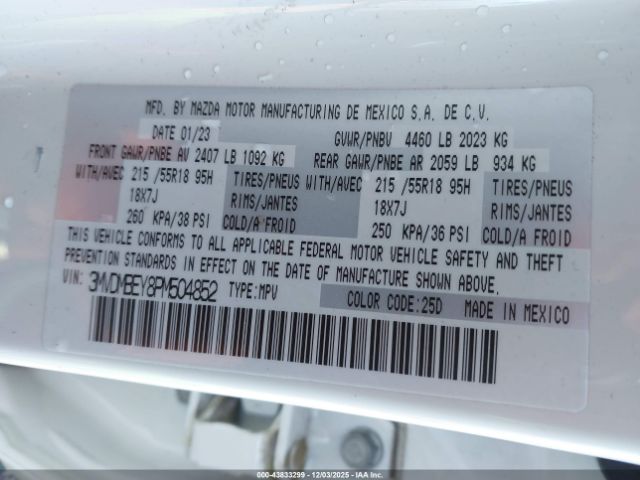 MFD. BY MAZDA MOTOR MANUFACTURING DE MEXICO S.A. DE C.V.
DATE 01/23 GVWR/PNBV 4460 LB 2023 KG
FRONT GAWR/PNBE AV 2407 LB 1092 KG REAR GAWR/PNBE AR 2059 LB 934 KG
WITH/AVEC 215 /55R18 95H TIRES/PNEUS WITH/AVEC 215 /55R18 95H TIRES/PNEUS
18X7J RIMS/JANTES 18X7J RIMS/JANTES
260 KPA/38 PSI COLD/A FROID 250 KPA/36 PSI COLD/A FROID
THIS VEHICLE CONFORMS TO ALL APPLICABLE FEDERAL MOTOR VEHICLE SAFETY AND THEFT
PREVENTION STANDARDS IN EFFECT ON THE DATE OF MANUFACTURE SHOWN ABOVE.
VIN: 3MVDMBEY8PM504852 TYPE:MPV COLOR CODE:25D MADE IN MEXICO
000-43833299 - 12/03/2025 - IAA Inc.